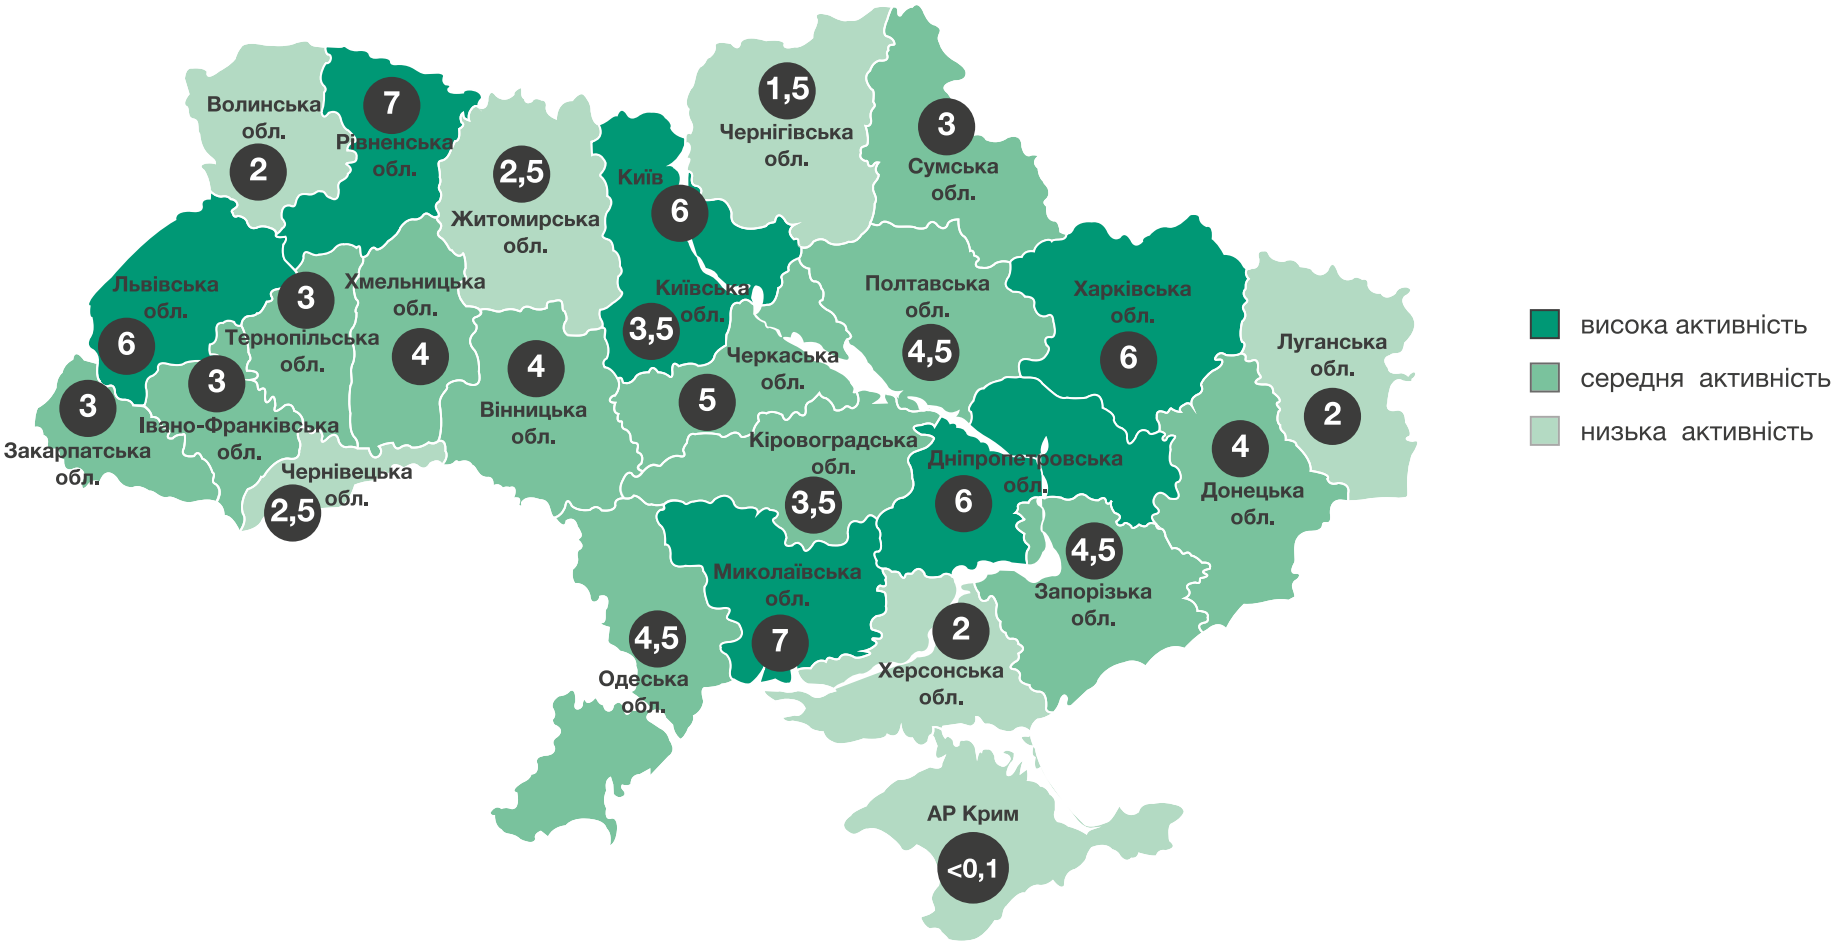 Волинська
обл.
2
7
Рівненська
обл.
2,5
Житомирська
обл.
Київ
6
1,5
Чернігівська
обл.
3
Сумська
обл.
Львівська
обл.
6
3
Тернопільська
обл.
Хмельницька
обл.
4
4
Вінницька
обл.
Київська
обл.
3,5
Черкаська
обл.
5
Полтавська
обл.
4,5
Харківська
обл.
6
Луганська
обл.
2
3
Закарпатська
обл.
3
Івано-Франківська
обл.
Чернівецька
обл.
2,5
Кіровоградська
обл.
3,5
Дніпропетровська
обл.
6
4
Донецька
обл.
4,5
Запорізька
обл.
Миколаївська
обл.
7
4,5
Одеська
обл.
2
Херсонська
обл.
АР Крим
<0,1
висока активність
середня активність
низька активність